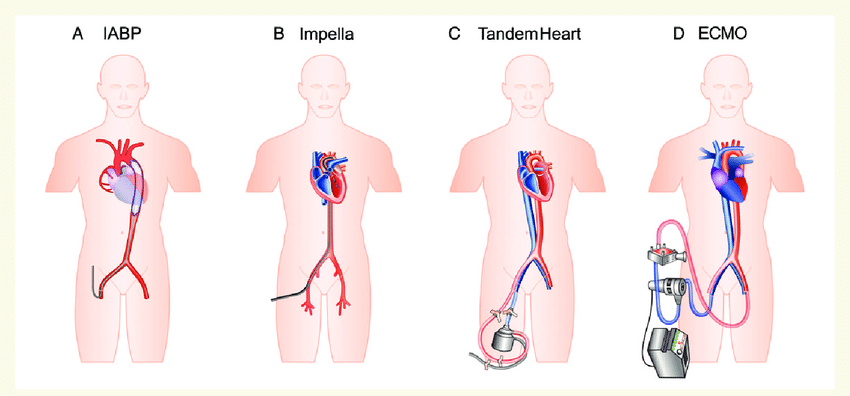 A IABP
B Impella
C TandemHeart
D ECMO